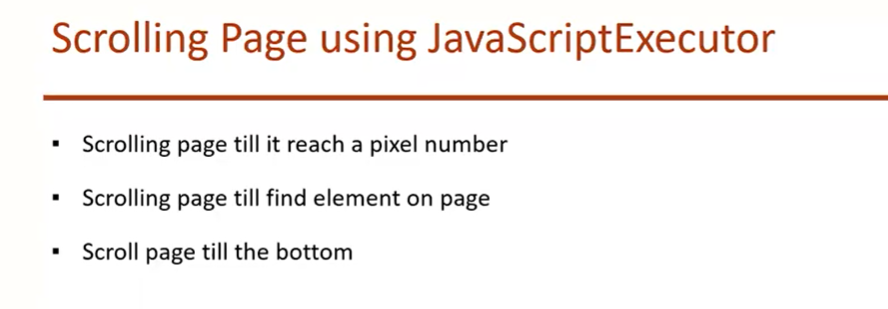 Scrolling Page using JavaScriptExecutor
▪ Scrolling page till it reach a pixel number
▪ Scrolling page till find element on page
▪ Scroll page till the bottom